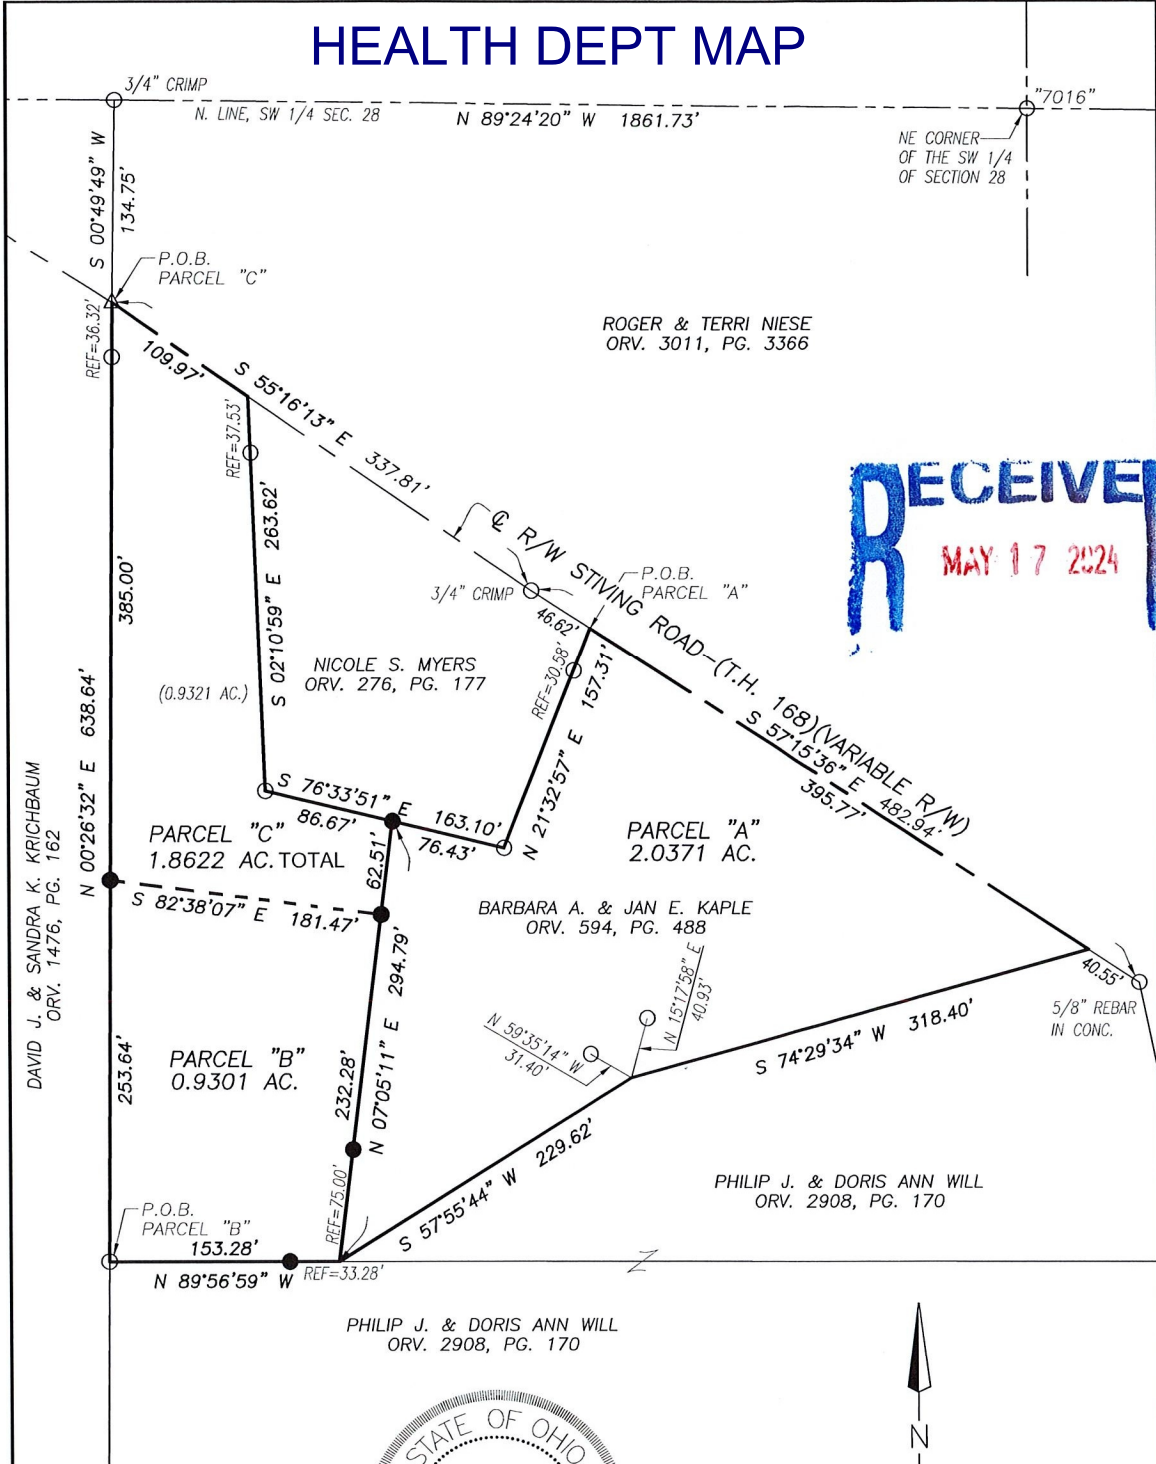 HEALTH DEPT MAP
3/4" CRIMP
N. LINE, SW 1/4 SEC. 28
N 89°24'20" W 1861.73'
"7016"
NE CORNER
OF THE SW 1/4
OF SECTION 28
S 00°49'49" W
134.75'
P.O.B.
PARCEL "C"
REF=36.32'
109.97'
S 55°16'13" E 337.81'
ROGER & TERRI NIESE
ORV. 3011, PG. 3366
REF=37.53'
RECEIVE
MAY 17 2024
S 02°10'59" E 263.62'
385.00'
℄ R/W STIVING ROAD-(T.H. 168)(VARIABLE R/W)
3/4" CRIMP
46.62'
P.O.B.
PARCEL "A"
REF=30.58'
157.31'
N 21°32'57" E
NICOLE S. MYERS
ORV. 276, PG. 177
(0.9321 AC.)
S 57°15'36" E 482.94'
395.77'
N 00°26'32" E 638.64'
DAVID J. & SANDRA K. KRICHBAUM
ORV. 1476, PG. 162
S 76°33'51" E 163.10'
86.67'
76.43'
PARCEL "C"
1.8622 AC. TOTAL
62.51'
PARCEL "A"
2.0371 AC.
S 82°38'07" E 181.47'
BARBARA A. & JAN E. KAPLE
ORV. 594, PG. 488
N 07°05'11" E 294.79'
232.28'
N 15°17'58" E
40.93'
N 59°35'14" W
31.40'
40.55'
5/8" REBAR
IN CONC.
S 74°29'34" W 318.40'
253.64'
PARCEL "B"
0.9301 AC.
S 57°55'44" W 229.62'
REF=75.00'
PHILIP J. & DORIS ANN WILL
ORV. 2908, PG. 170
P.O.B.
PARCEL "B"
153.28'
N 89°56'59" W
REF=33.28'
PHILIP J. & DORIS ANN WILL
ORV. 2908, PG. 170
N
STATE OF OHIO